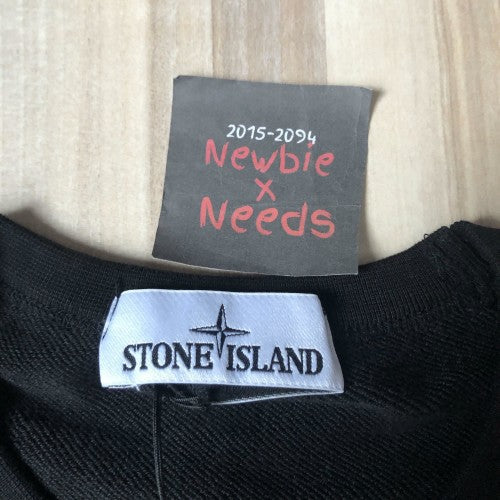 2015-2094
Newbie
x
Needs
STONE ISLAND